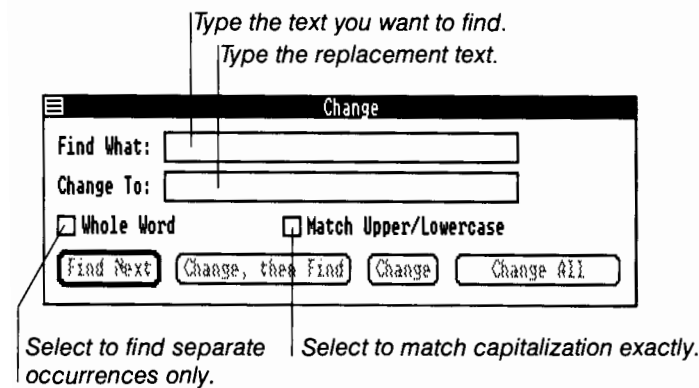 Type the text you want to find.
Type the replacement text.
Change
Find What:
Change To:
Whole Word
Match Upper/Lowercase
Find Next
Change, then Find
Change
Change All
Select to find separate
occurrences only.
Select to match capitalization exactly.